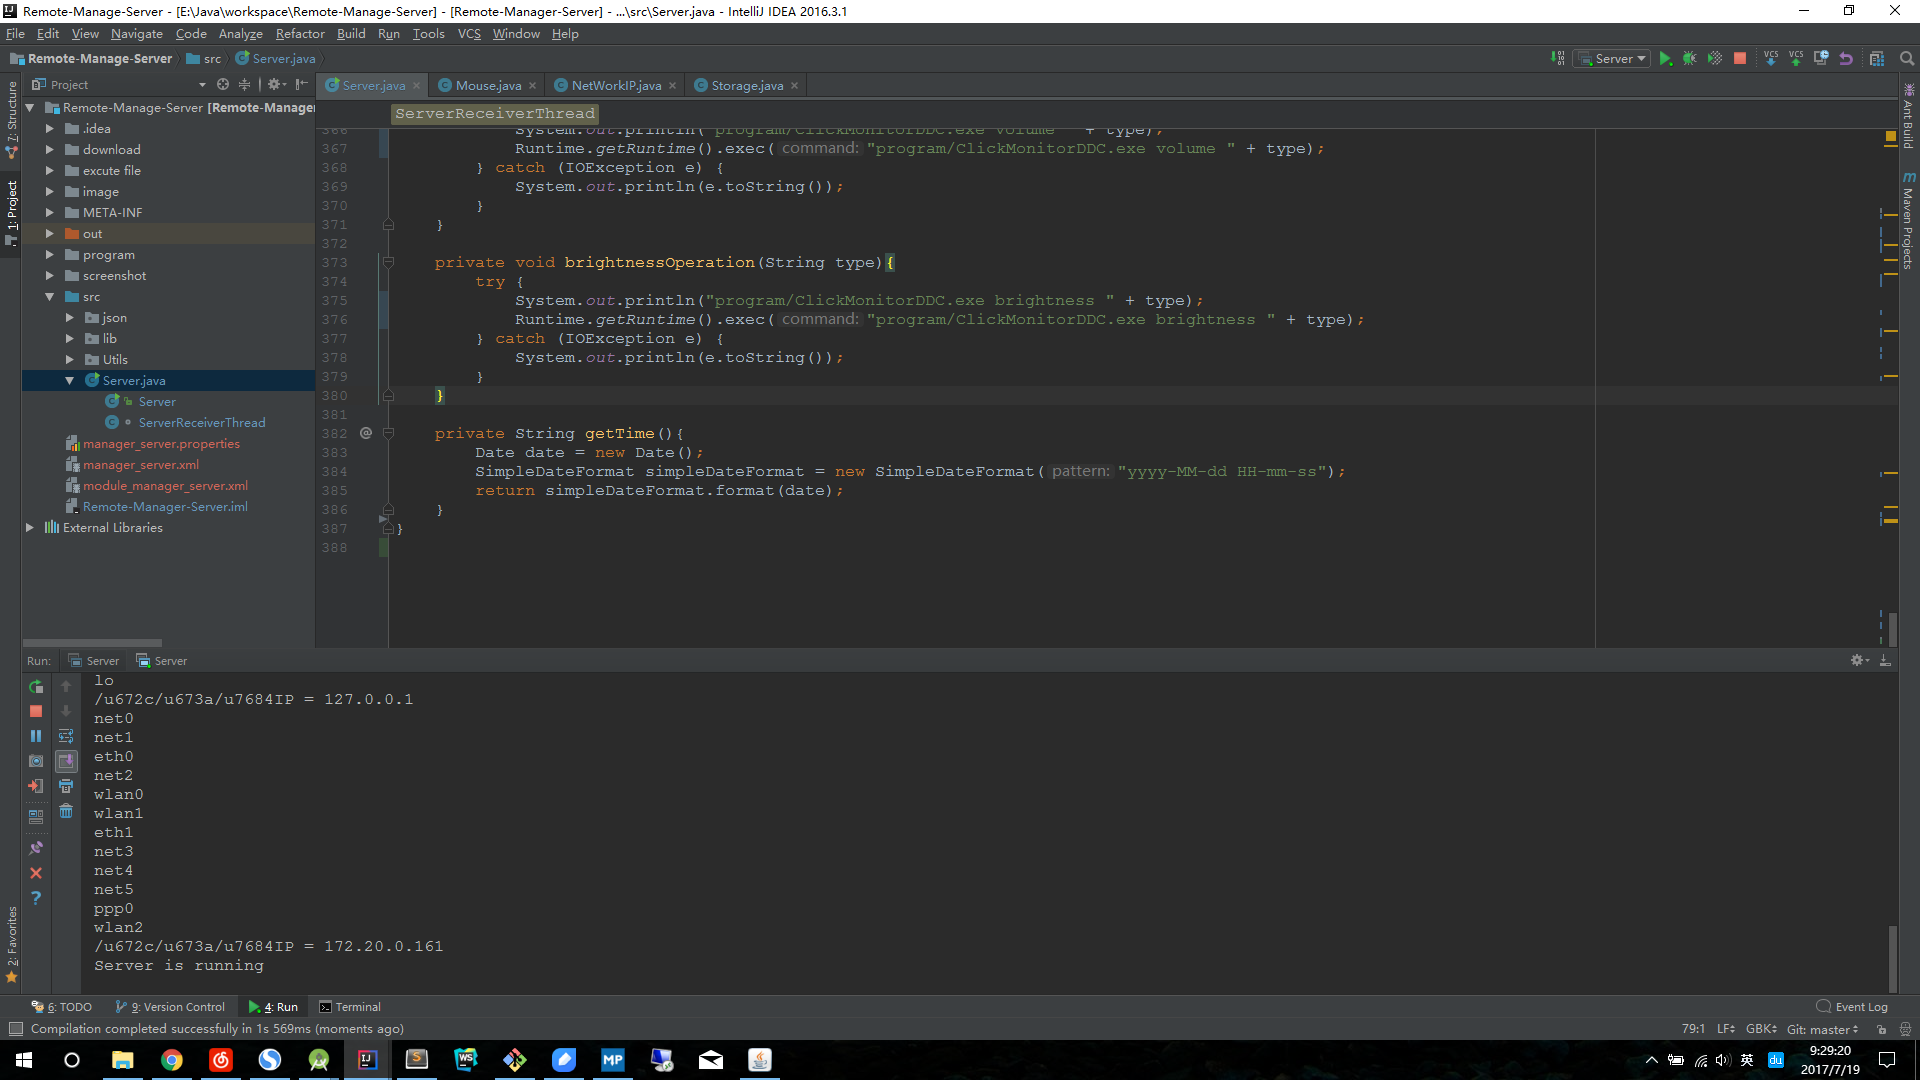 Remote-Manage-Server - [E:\Java\workspace\Remote-Manage-Server] - [Remote-Manager-Server] - ...\src\Server.java - IntelliJ IDEA 2016.3.1
File Edit View Navigate Code Analyze Refactor Build Run Tools VCS Window Help
Remote-Manage-Server src Server.java
Server
VCS VCS
Project
Server.java Mouse.java NetWorkIP.java Storage.java
7: Structure
1: Project
2: Favorites
Ant Build
Maven Projects
Remote-Manage-Server [Remote-Manager
.idea
download
excute file
image
META-INF
out
program
screenshot
src
json
lib
Utils
Server.java
Server
ServerReceiverThread
manager_server.properties
manager_server.xml
module_manager_server.xml
Remote-Manager-Server.iml
External Libraries
ServerReceiverThread
366 System.out.println("program/ClickMonitorDDC.exe volume " + type);
367 Runtime.getRuntime().exec( command: "program/ClickMonitorDDC.exe volume " + type);
368 } catch (IOException e) {
369 System.out.println(e.toString());
370 }
371 }
372
373 private void brightnessOperation(String type){
374 try {
375 System.out.println("program/ClickMonitorDDC.exe brightness " + type);
376 Runtime.getRuntime().exec( command: "program/ClickMonitorDDC.exe brightness " + type);
377 } catch (IOException e) {
378 System.out.println(e.toString());
379 }
380 }
381
382 @ private String getTime(){
383 Date date = new Date();
384 SimpleDateFormat simpleDateFormat = new SimpleDateFormat( pattern: "yyyy-MM-dd HH-mm-ss");
385 return simpleDateFormat.format(date);
386 }
387 }
388
Run: Server Server
lo
/u672c/u673a/u7684IP = 127.0.0.1
net0
net1
eth0
net2
wlan0
wlan1
eth1
net3
net4
net5
ppp0
wlan2
/u672c/u673a/u7684IP = 172.20.0.161
Server is running
6: TODO 9: Version Control 4: Run Terminal Event Log
Compilation completed successfully in 1s 569ms (moments ago) 79:1 LF GBK Git: master
MP 英 du 9:29:20
2017/7/19